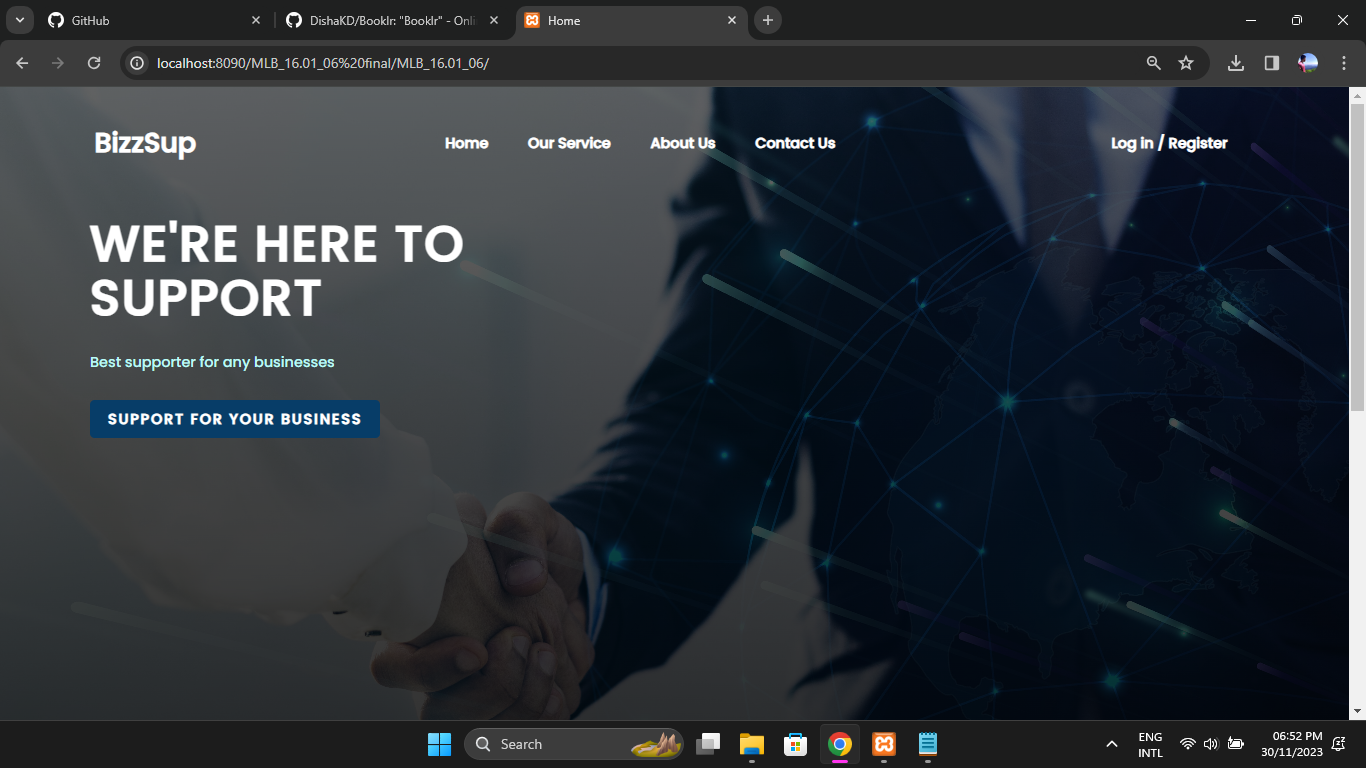 GitHub
DishaKD/Booklr: "Booklr" - Onli
Home
localhost:8090/MLB_16.01_06%20final/MLB_16.01_06/
BizzSup
Home
Our Service
About Us
Contact Us
Log in / Register
WE'RE HERE TO
SUPPORT
Best supporter for any businesses
SUPPORT FOR YOUR BUSINESS
Search
ENG
INTL
06:52 PM
30/11/2023